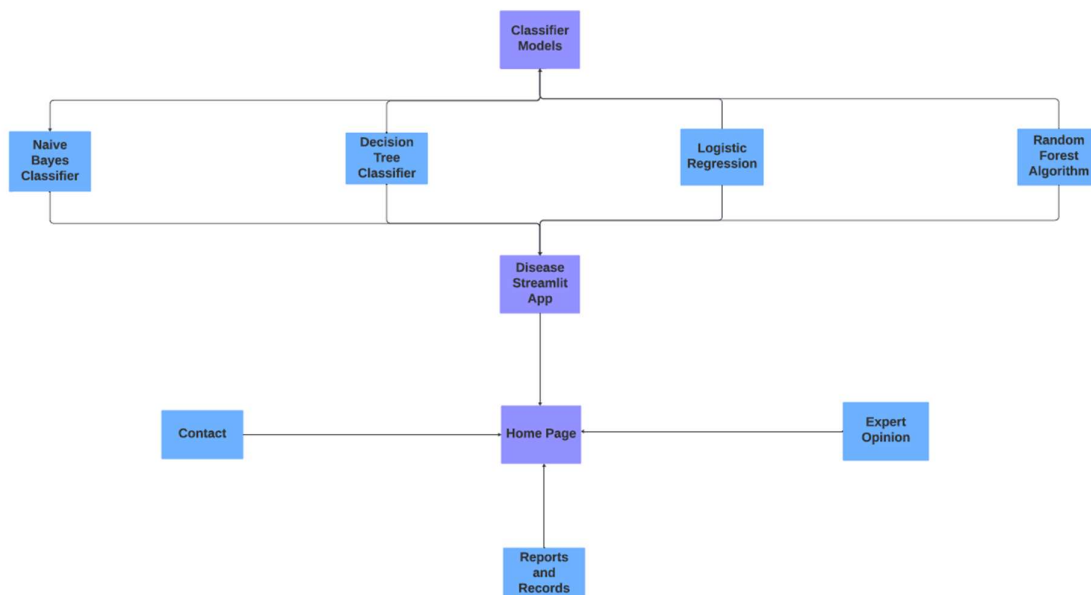 Classifier
Models
Naive
Bayes
Classifier
Decision
Tree
Classifier
Logistic
Regression
Random
Forest
Algorithm
Disease
Streamlit
App
Contact
Home Page
Expert
Opinion
Reports
and
Records